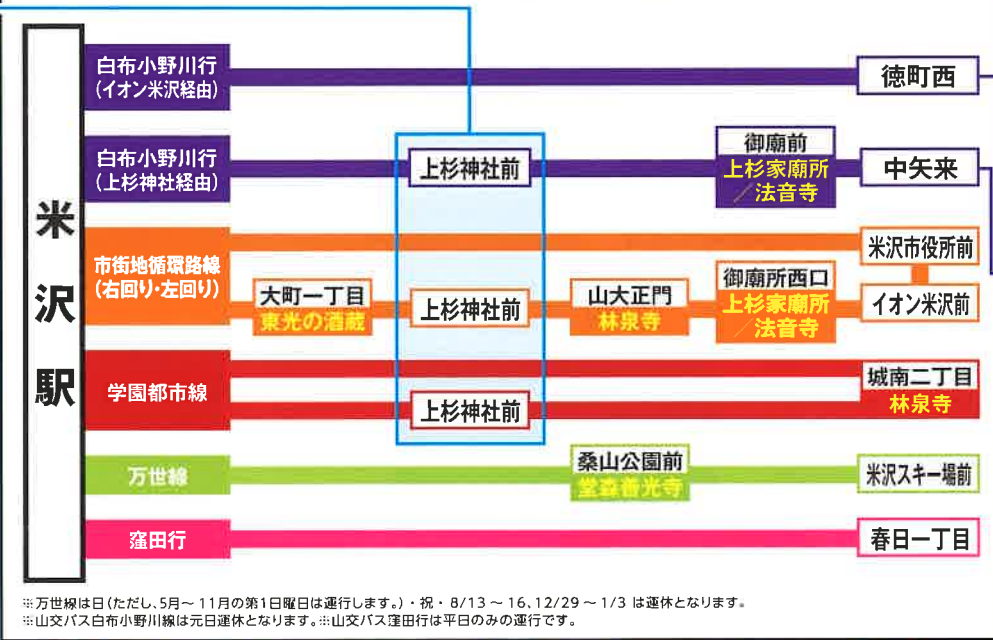 米沢駅
白布小野川行
(イオン米沢経由)
徳町西
白布小野川行
(上杉神社経由)
上杉神社前
御廟前
上杉家廟所
／法音寺
中矢来
市街地循環路線
(右回り・左回り)
米沢市役所前
大町一丁目
東光の酒蔵
上杉神社前
山大正門
林泉寺
御廟所西口
上杉家廟所
／法音寺
イオン米沢前
学園都市線
上杉神社前
城南二丁目
林泉寺
万世線
桑山公園前
堂森善光寺
米沢スキー場前
窪田行
春日一丁目
※万世線は日(ただし、5月～11月の第1日曜日は運行します。)・祝・8/13～16、12/29～1/3は運休となります。
※山交バス白布小野川線は元日運休となります。※山交バス窪田行は平日のみの運行です。